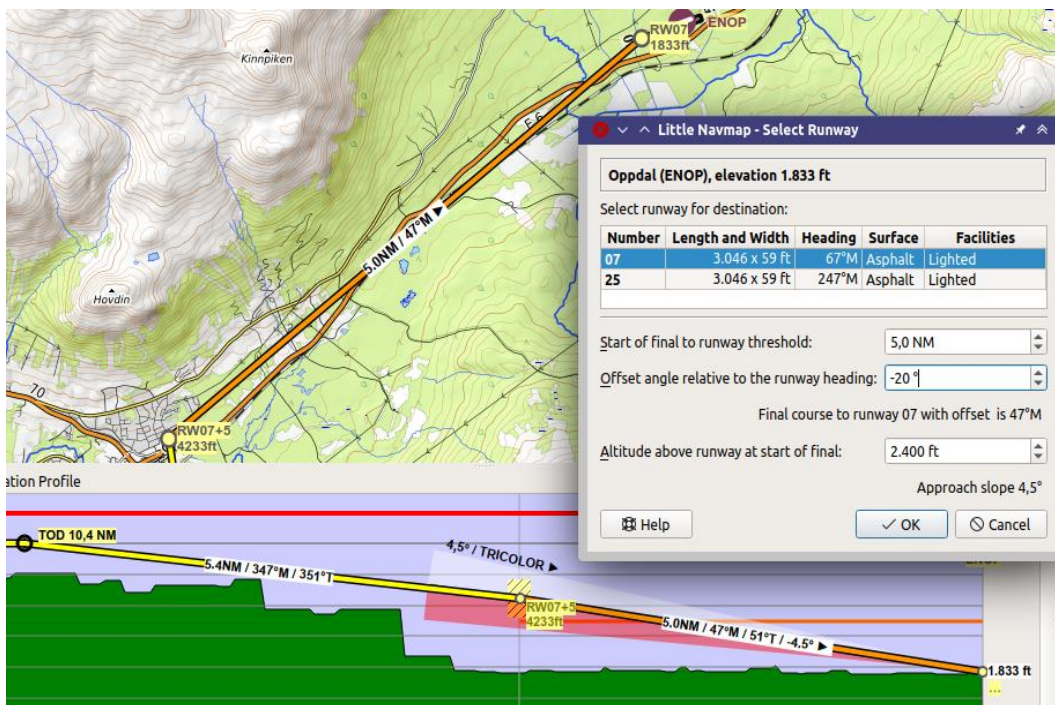 RW07
1833ft
ENOP
Kinnpiken
E 6
5.0NM / 47°M ►
Hovdin
70
RW07+5
4233ft
Little Navmap - Select Runway
Oppdal (ENOP), elevation 1.833 ft
Select runway for destination:
Number Length and Width Heading Surface Facilities
07 3.046 x 59 ft 67°M Asphalt Lighted
25 3.046 x 59 ft 247°M Asphalt Lighted
Start of final to runway threshold: 5,0 NM
Offset angle relative to the runway heading: -20 °
Final course to runway 07 with offset is 47°M
Altitude above runway at start of final: 2.400 ft
Approach slope 4,5°
Help OK Cancel
ation Profile
TOD 10,4 NM
4,5° / TRICOLOR ►
ENOP
5.4NM / 347°M / 351°T
RW07+5
4233ft
5.0NM / 47°M / 51°T / -4.5° ►
1.833 ft
...